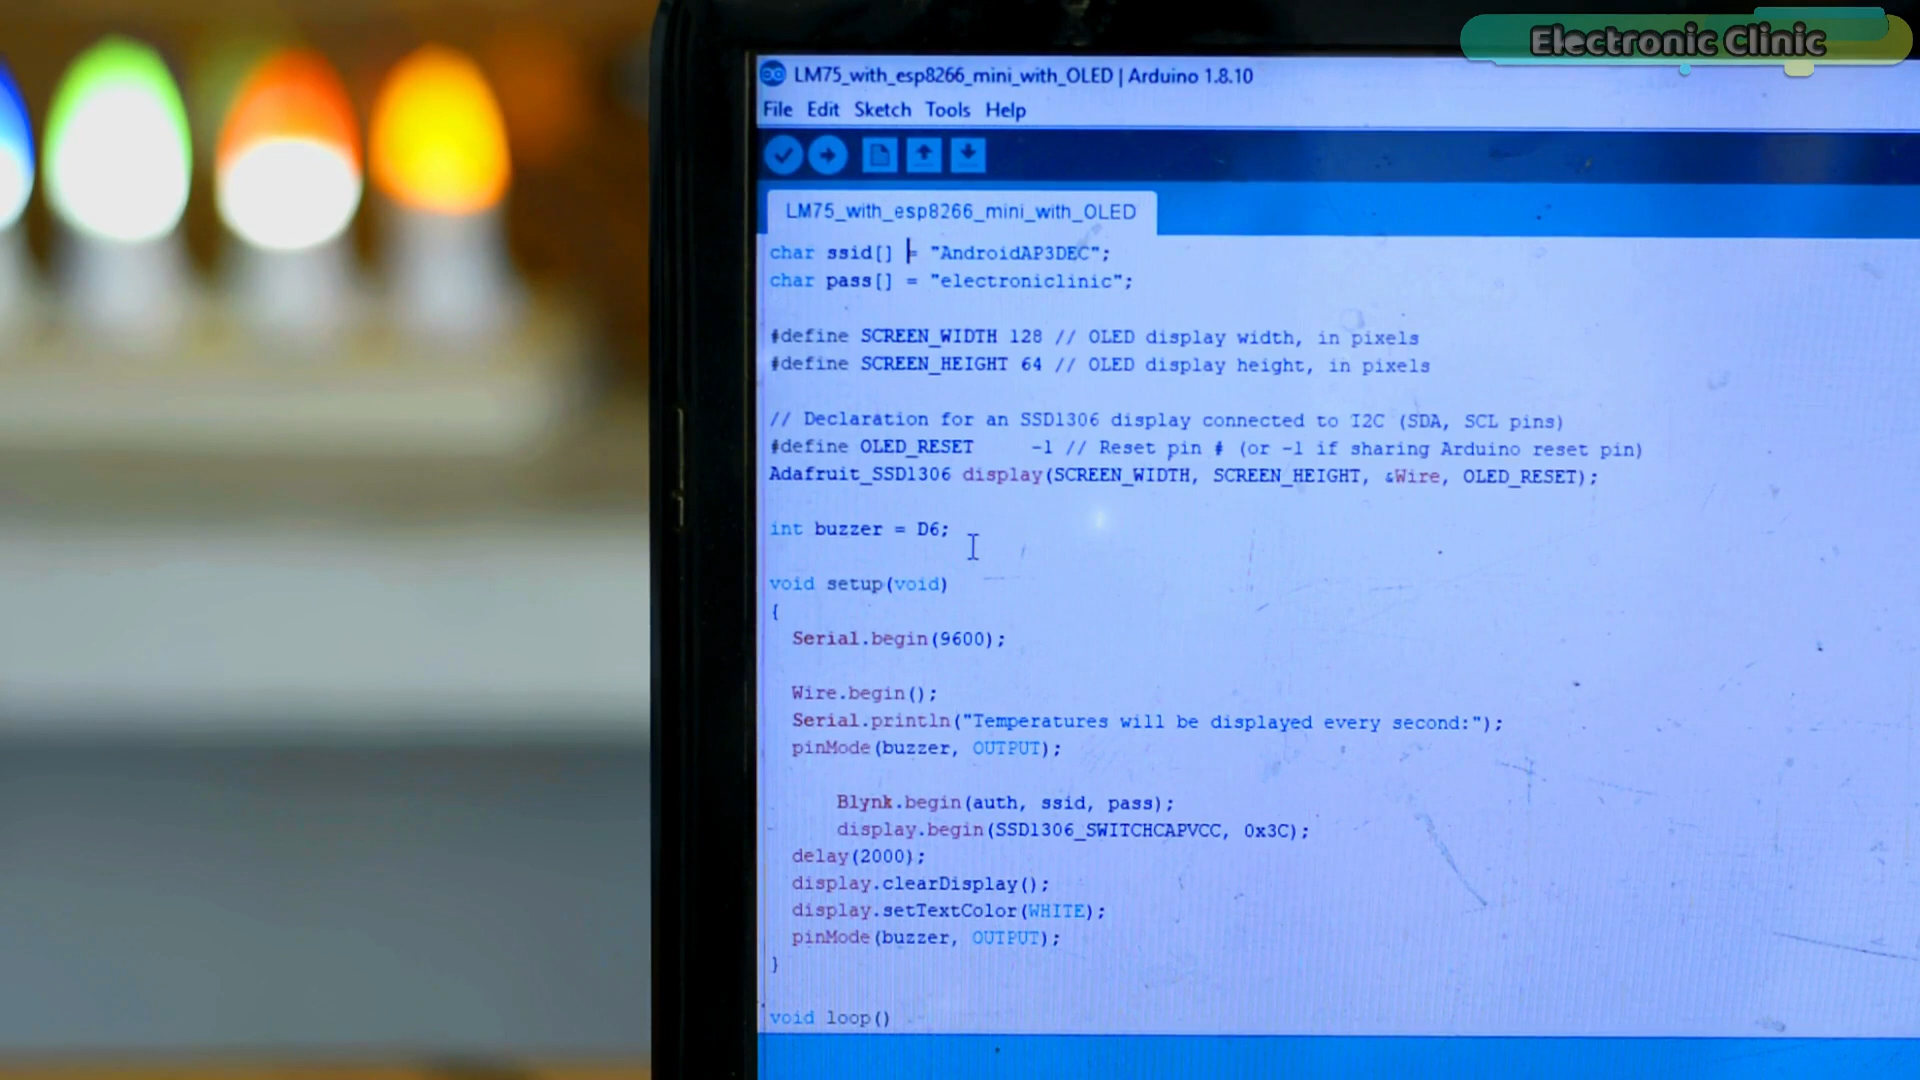 Electronic Clinic
LM75_with_esp8266_mini_with_OLED | Arduino 1.8.10
File Edit Sketch Tools Help
LM75_with_esp8266_mini_with_OLED
char ssid[] = "AndroidAP3DEC";
char pass[] = "electroniclinic";
#define SCREEN_WIDTH 128 // OLED display width, in pixels
#define SCREEN_HEIGHT 64 // OLED display height, in pixels
// Declaration for an SSD1306 display connected to I2C (SDA, SCL pins)
#define OLED_RESET -1 // Reset pin # (or -1 if sharing Arduino reset pin)
Adafruit_SSD1306 display(SCREEN_WIDTH, SCREEN_HEIGHT, &Wire, OLED_RESET);
int buzzer = D6;
void setup(void)
{
Serial.begin(9600);
Wire.begin();
Serial.println("Temperatures will be displayed every second:");
pinMode(buzzer, OUTPUT);
Blynk.begin(auth, ssid, pass);
display.begin(SSD1306_SWITCHCAPVCC, 0x3C);
delay(2000);
display.clearDisplay();
display.setTextColor(WHITE);
pinMode(buzzer, OUTPUT);
}
void loop()